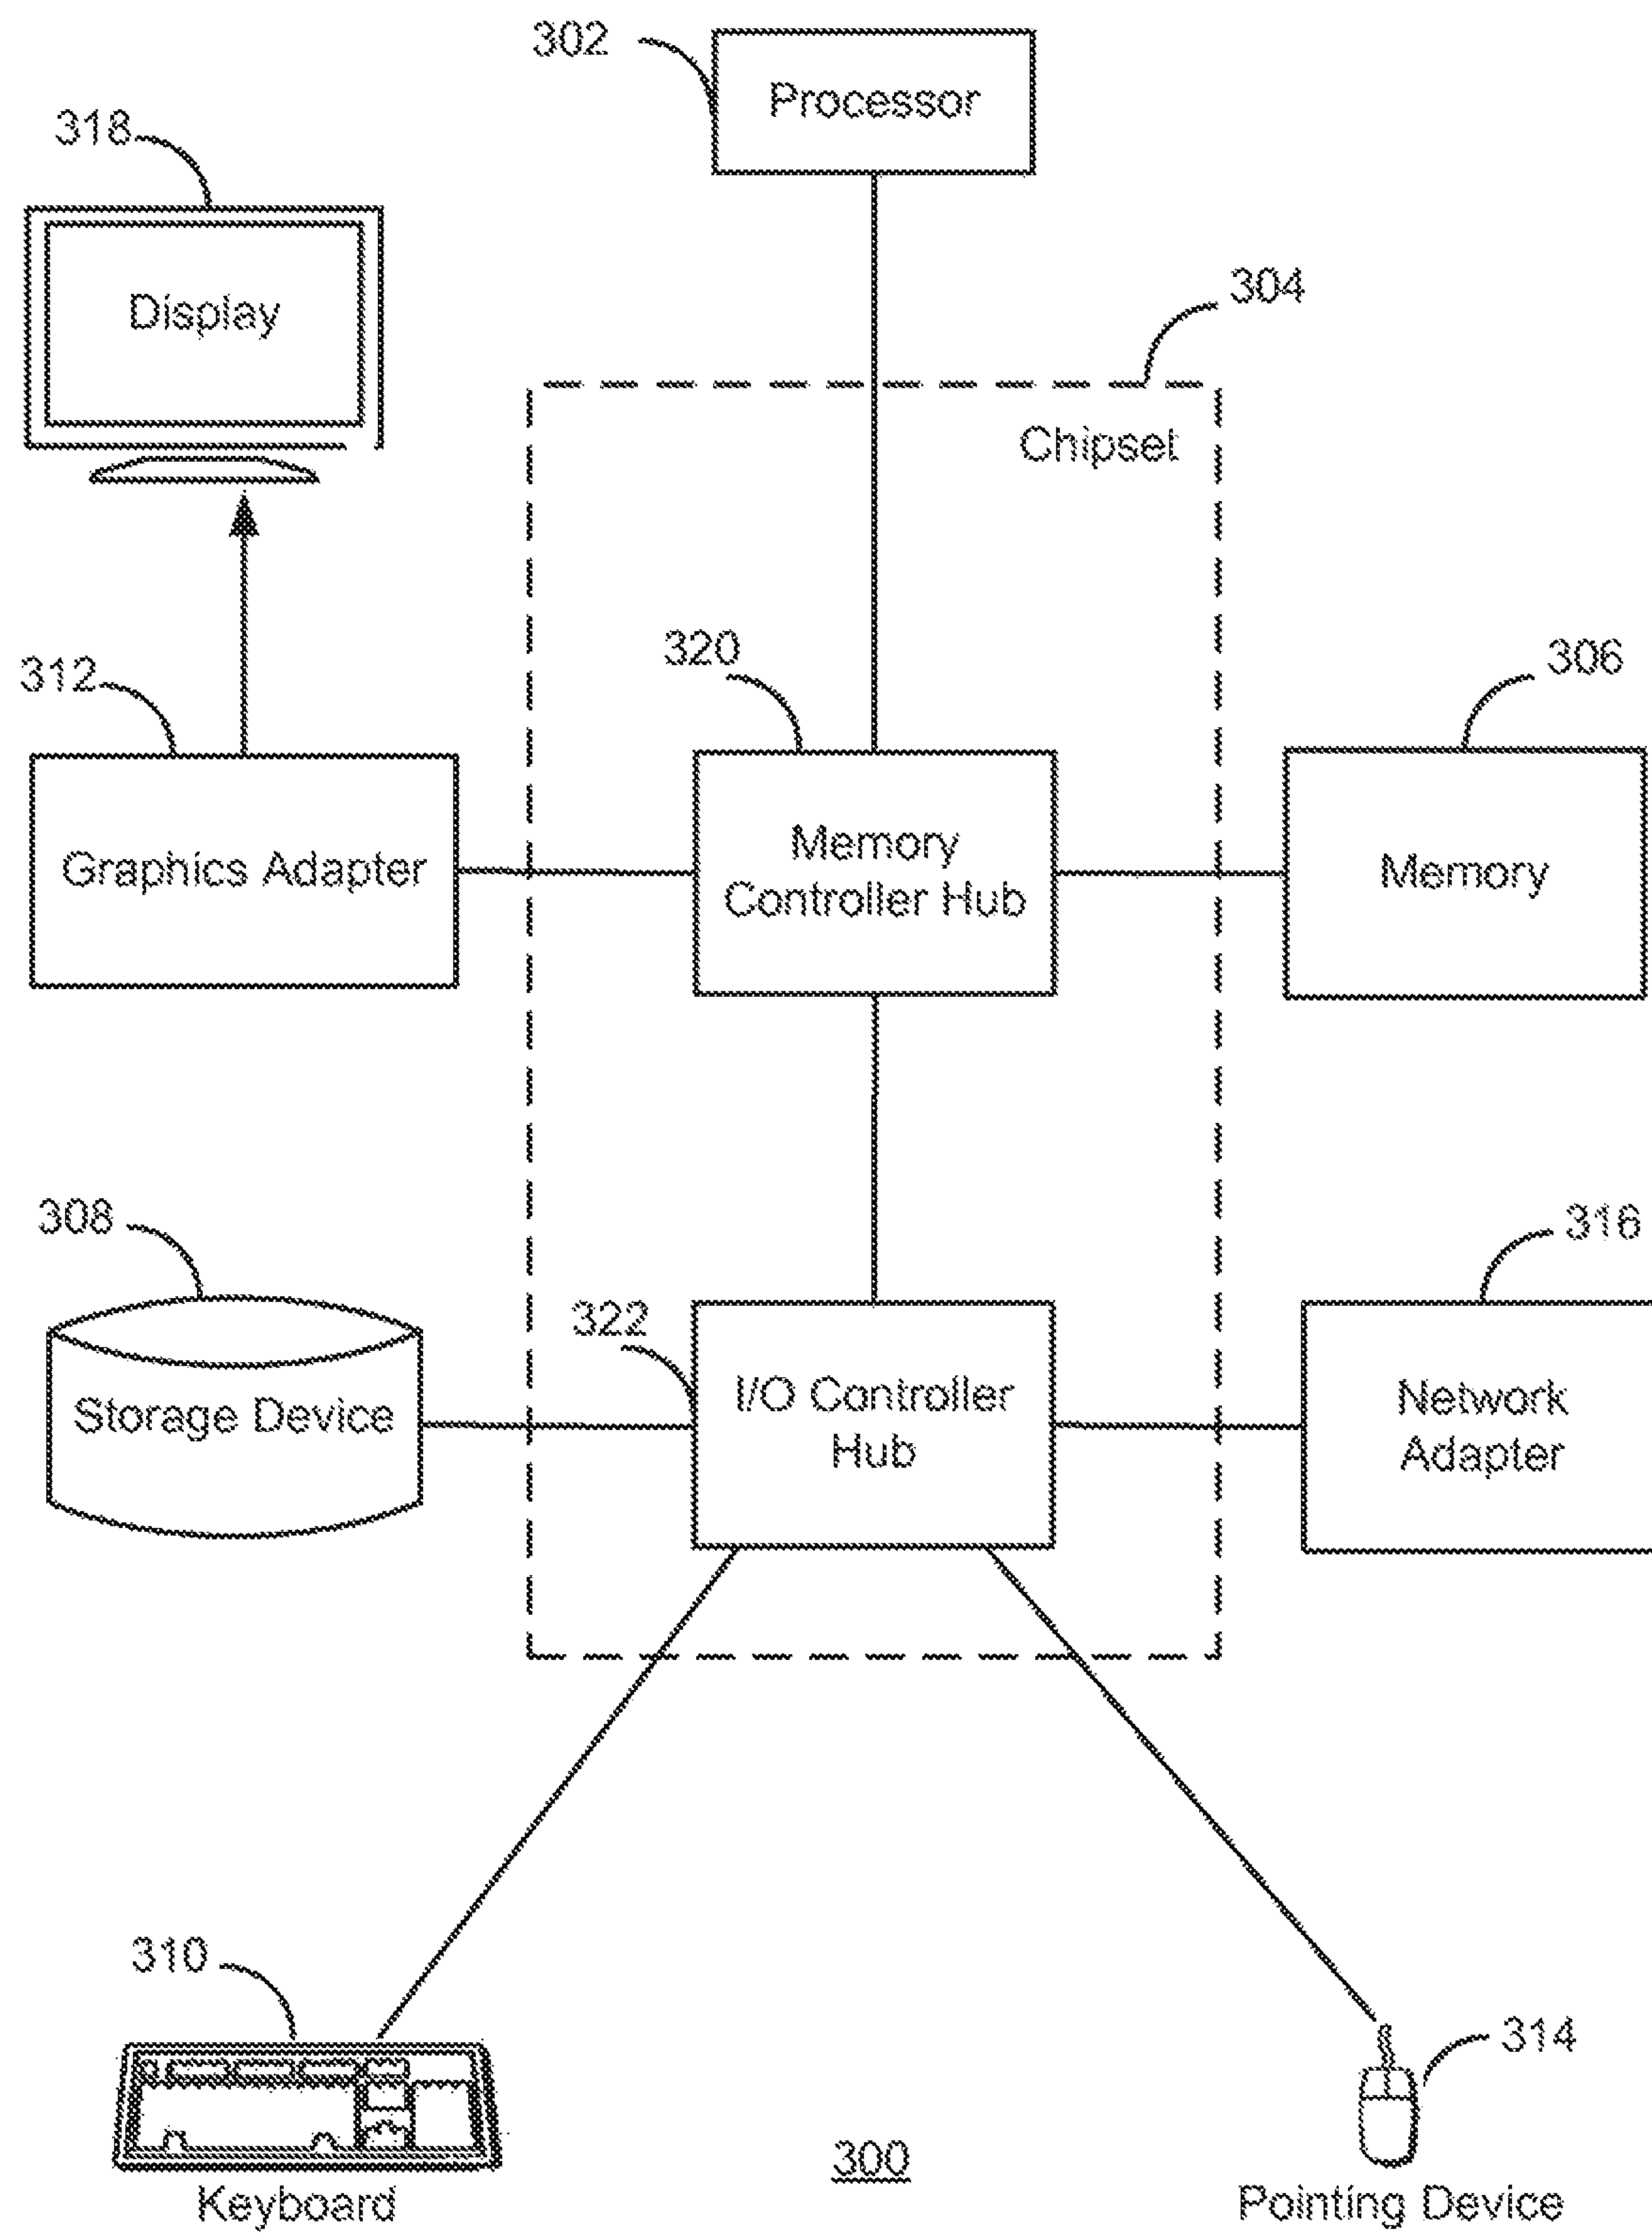 302
Processor
318
Display
304
Chipset
312
320
306
Graphics Adapter
Memory
Controller Hub
Memory
308
322
316
Storage Device
I/O Controller
Hub
Network
Adapter
310
314
Keyboard
300
Pointing Device